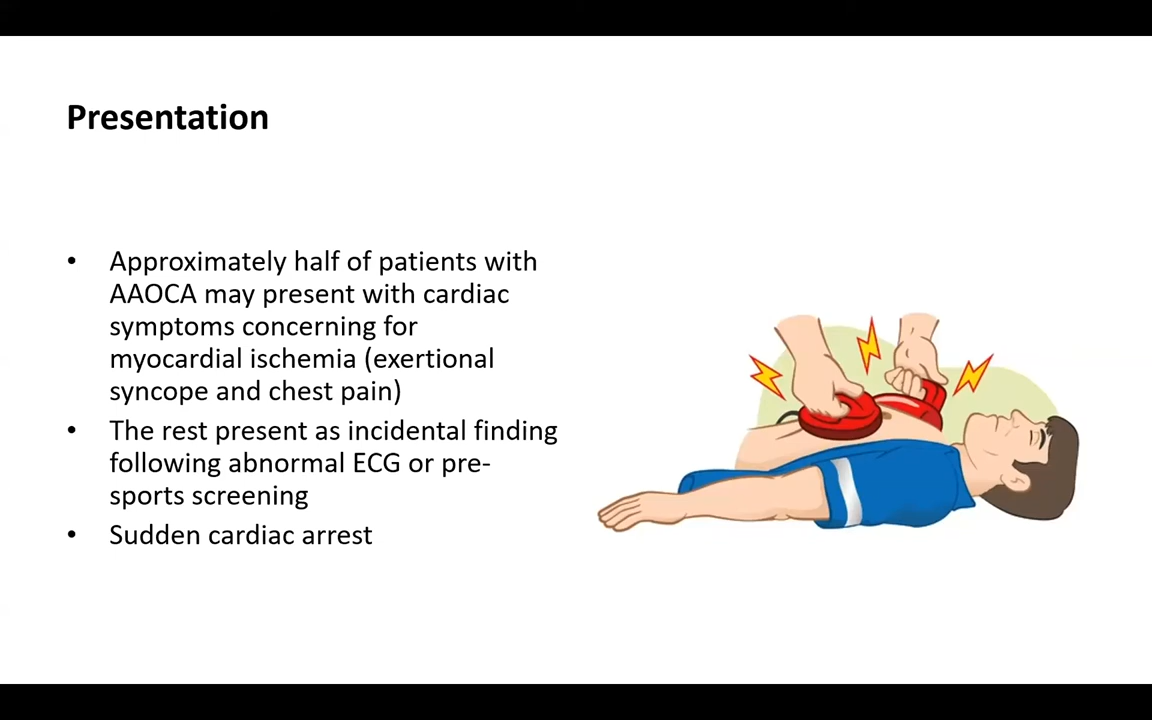 Presentation
• Approximately half of patients with
AAOCA may present with cardiac
symptoms concerning for
myocardial ischemia (exertional
syncope and chest pain)
• The rest present as incidental finding
following abnormal ECG or pre-
sports screening
• Sudden cardiac arrest